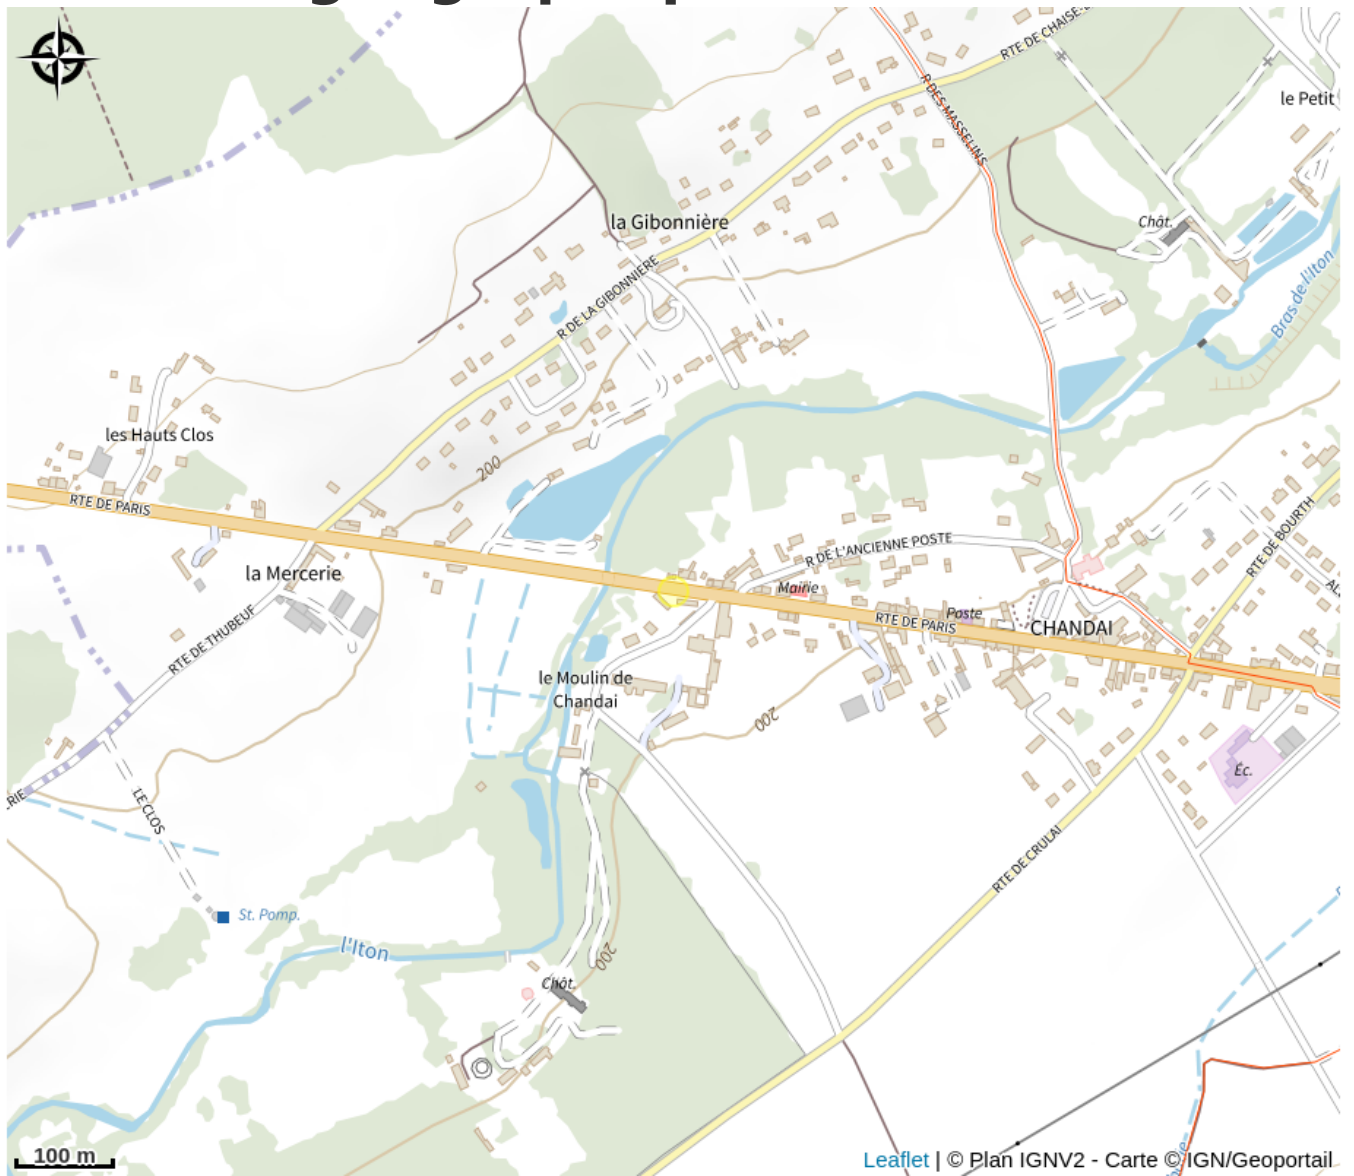 RTE DE CHAISE-
le Petit
R DES MASSELINS
la Gibonnière
Chât.
Bras de l'Iton
R DE LA GIBONNIERE
les Hauts Clos
200
RTE DE PARIS
RTE DE BOURTH
R DE L'ANCIENNE POSTE
la Mercerie
Mairie
Poste
RTE DE PARIS
CHANDAI
RTE DE THUBEUF
le Moulin de
Chandai
200
Éc.
LE CLOS
RTE DE CRULAI
St. Pomp.
l'Iton
200
Chât.
100 m
Leaflet | © Plan IGNV2 - Carte © IGN/Geoportail